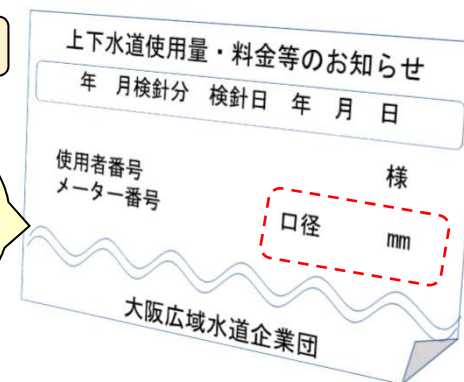 上下水道使用量・料金等のお知らせ
年 月検針分 検針日 年 月 日
様
使用者番号
メーター番号
口径 mm
大阪広域水道企業団